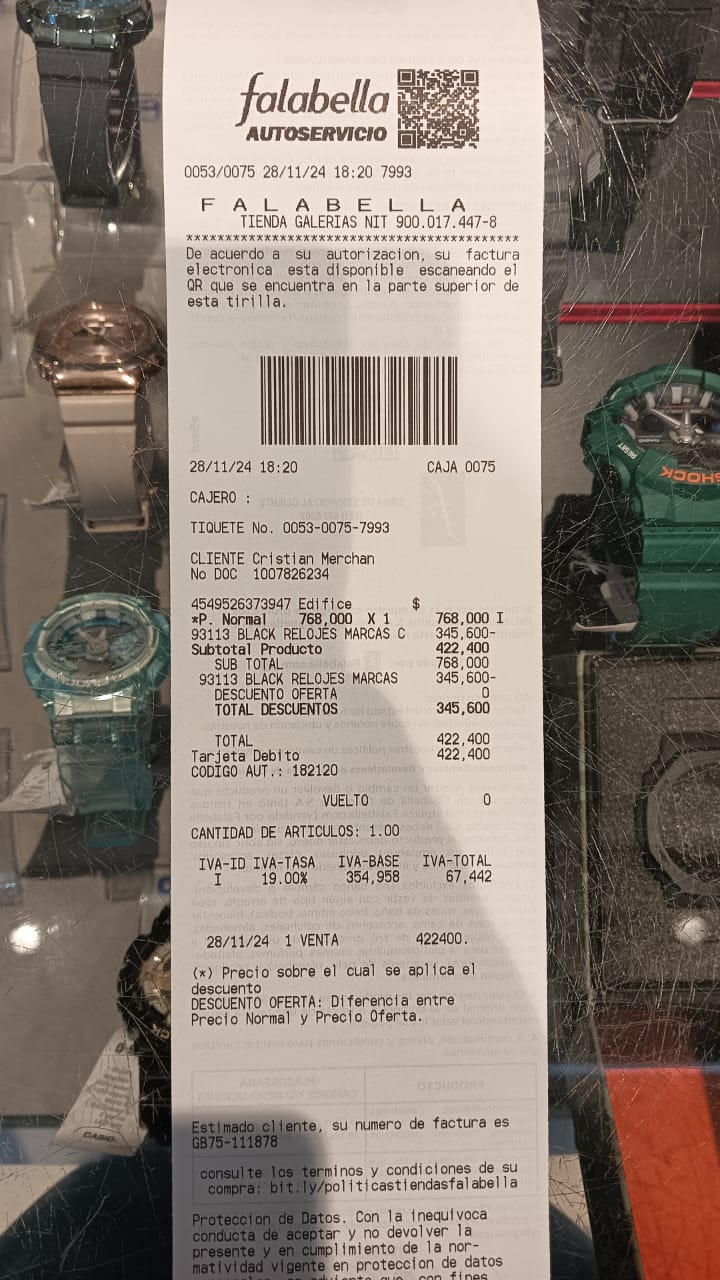 falabella
AUTOSERVICIO
0053/0075 28/11/24 18:20 7993
F A L A B E L L A
TIENDA GALERIAS NIT 900.017.447-8
******************************************
De acuerdo a su autorizacion, su factura
electronica esta disponible escaneando el
QR que se encuentra en la parte superior de
esta tirilla.
28/11/24 18:20 CAJA 0075
CAJERO :
TIQUETE No. 0053-0075-7993
CLIENTE Cristian Merchan
No DOC 1007826234
4549526373947 Edifice $
*P. Normal 768,000 X 1 768,000 I
93113 BLACK RELOJES MARCAS C 345,600-
Subtotal Producto 422,400
SUB TOTAL 768,000
93113 BLACK RELOJES MARCAS 345,600-
DESCUENTO OFERTA 0
TOTAL DESCUENTOS 345,600
TOTAL 422,400
Tarjeta Debito 422,400
CODIGO AUT.: 182120
VUELTO 0
CANTIDAD DE ARTICULOS: 1.00
IVA-ID IVA-TASA IVA-BASE IVA-TOTAL
I 19.00% 354,958 67,442
28/11/24 1 VENTA 422400.
(*) Precio sobre el cual se aplica el
descuento
DESCUENTO OFERTA: Diferencia entre
Precio Normal y Precio Oferta.
Estimado cliente, su numero de factura es
GB75-111878
consulte los terminos y condiciones de su
compra: bit.ly/politicastiendasfalabella
Proteccion de Datos. Con la inequivoca
conducta de aceptar y no devolver la
presente y en cumplimiento de la nor-
matividad vigente en proteccion de datos
con fines
RESET
CASIO